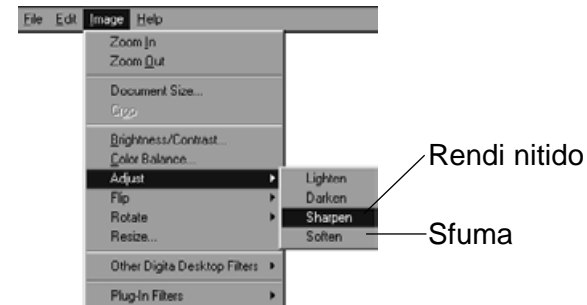 File Edit Image Help
Zoom In
Zoom Out
Document Size...
Crop
Brightness/Contrast...
Color Balance...
Adjust
Flip
Rotate
Resize...
Other Digita Desktop Filters
Plug-In Filters
Lighten
Darken
Sharpen
Soften
Rendi nitido
Sfuma